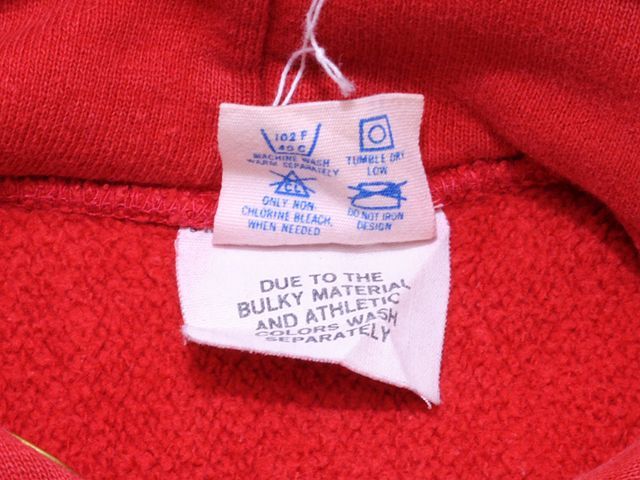 102 F
40 C
MACHINE WASH
WARM SEPARATELY
TUMBLE DRY
LOW
CL
ONLY NON-
CHLORINE BLEACH,
WHEN NEEDED
DO NOT IRON
DESIGN
DUE TO THE
BULKY MATERIAL
AND ATHLETIC
COLORS WASH
SEPARATELY